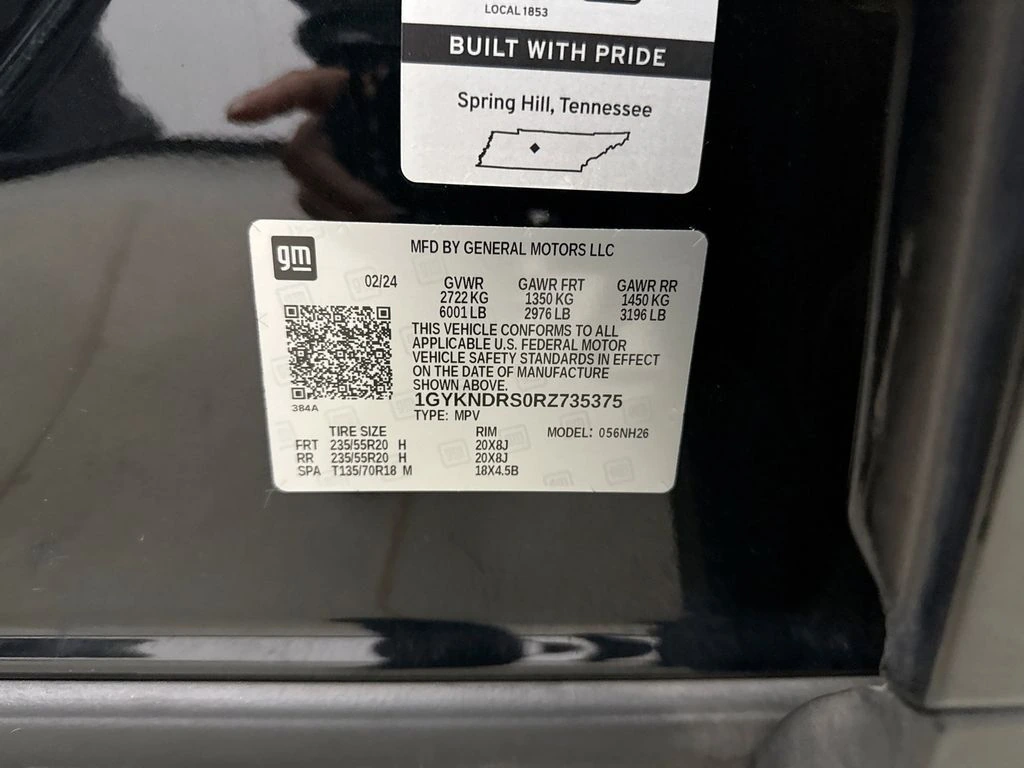 LOCAL 1853
BUILT WITH PRIDE
Spring Hill, Tennessee
gm
MFD BY GENERAL MOTORS LLC
02/24 GVWR GAWR FRT GAWR RR
2722 KG 1350 KG 1450 KG
6001 LB 2976 LB 3196 LB
THIS VEHICLE CONFORMS TO ALL
APPLICABLE U.S. FEDERAL MOTOR
VEHICLE SAFETY STANDARDS IN EFFECT
ON THE DATE OF MANUFACTURE
SHOWN ABOVE.
384A
1GYKNDRS0RZ735375
TYPE: MPV
TIRE SIZE RIM MODEL: 056NH26
FRT 235/55R20 H 20X8J
RR 235/55R20 H 20X8J
SPA T135/70R18 M 18X4.5B